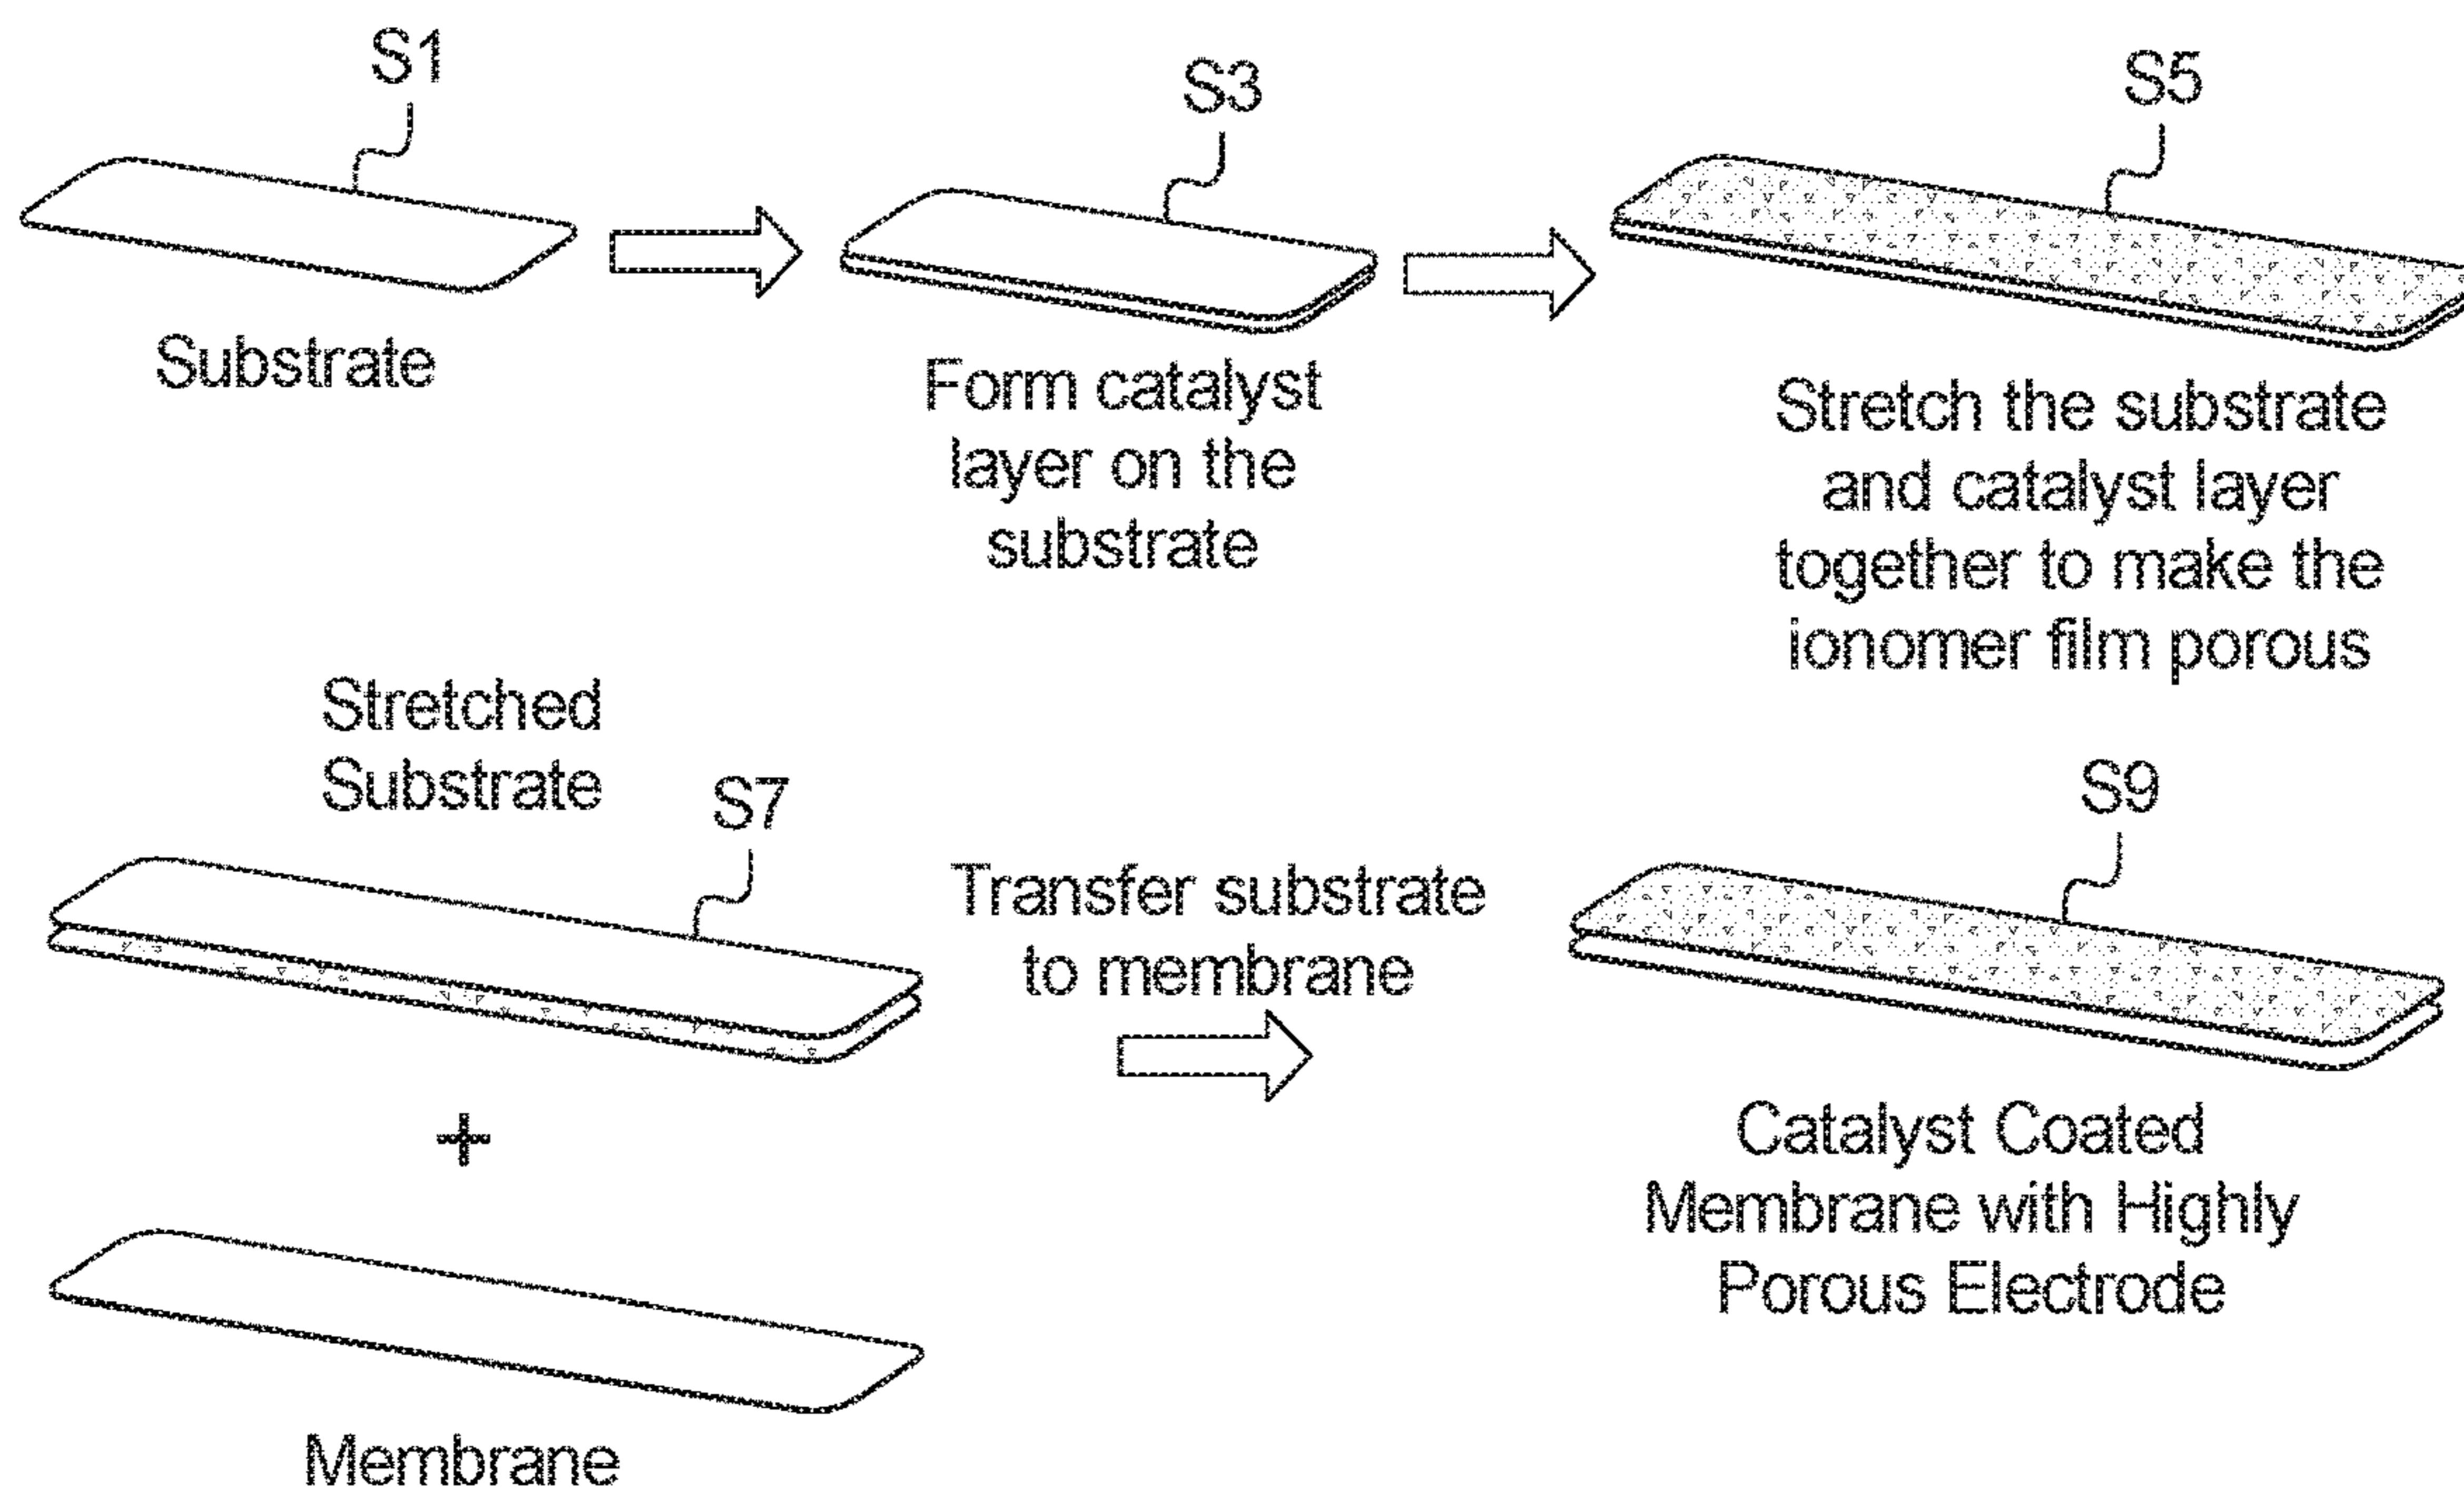 S1
Substrate
S3
Form catalyst
layer on the
substrate
S5
Stretch the substrate
and catalyst layer
together to make the
ionomer film porous
Stretched
Substrate
S7
+
Membrane
Transfer substrate
to membrane
S9
Catalyst Coated
Membrane with Highly
Porous Electrode